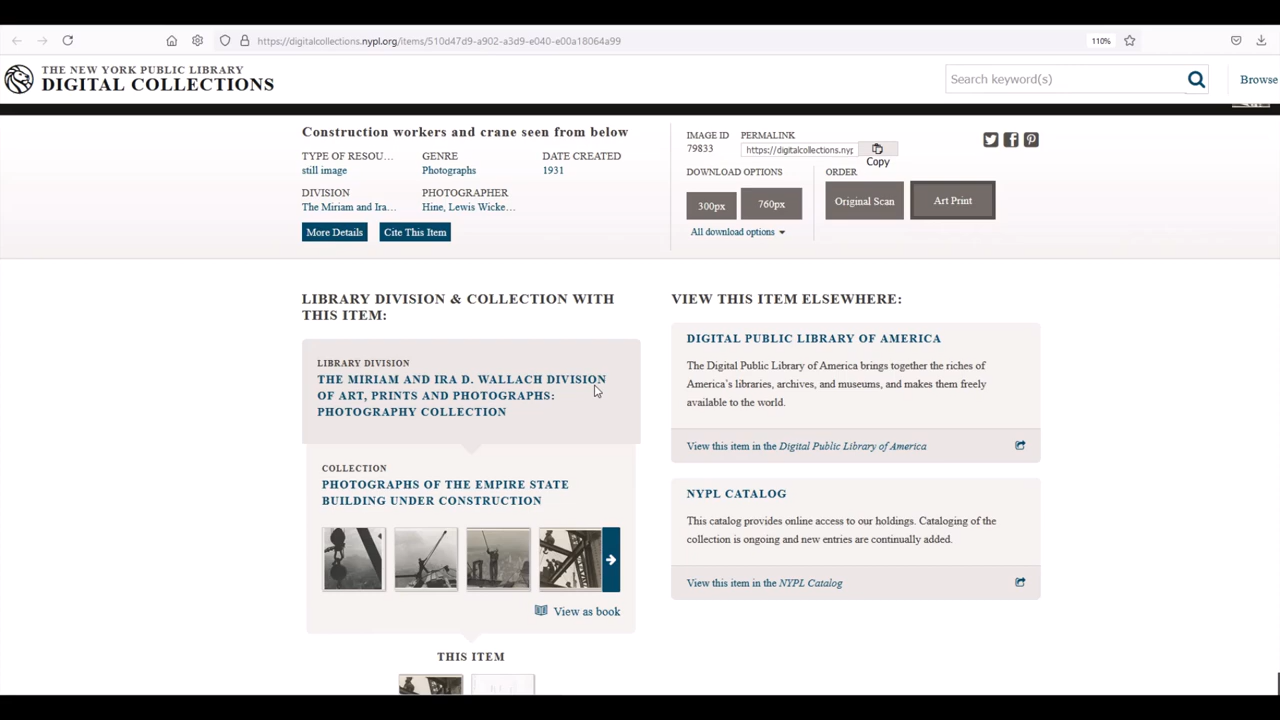 https://digitalcollections.nypl.org/items/510d47d9-a902-a3d9-e040-e00a18064a99
110%
THE NEW YORK PUBLIC LIBRARY
DIGITAL COLLECTIONS
Search keyword(s)
Browse
Construction workers and crane seen from below
TYPE OF RESOU…
still image
GENRE
Photographs
DATE CREATED
1931
DIVISION
The Miriam and Ira…
PHOTOGRAPHER
Hine, Lewis Wicke…
More Details
Cite This Item
IMAGE ID
79833
PERMALINK
https://digitalcollections.nyp
Copy
DOWNLOAD OPTIONS
300px
760px
All download options
ORDER
Original Scan
Art Print
LIBRARY DIVISION & COLLECTION WITH
THIS ITEM:
LIBRARY DIVISION
THE MIRIAM AND IRA D. WALLACH DIVISION
OF ART, PRINTS AND PHOTOGRAPHS:
PHOTOGRAPHY COLLECTION
COLLECTION
PHOTOGRAPHS OF THE EMPIRE STATE
BUILDING UNDER CONSTRUCTION
View as book
THIS ITEM
VIEW THIS ITEM ELSEWHERE:
DIGITAL PUBLIC LIBRARY OF AMERICA
The Digital Public Library of America brings together the riches of
America's libraries, archives, and museums, and makes them freely
available to the world.
View this item in the Digital Public Library of America
NYPL CATALOG
This catalog provides online access to our holdings. Cataloging of the
collection is ongoing and new entries are continually added.
View this item in the NYPL Catalog